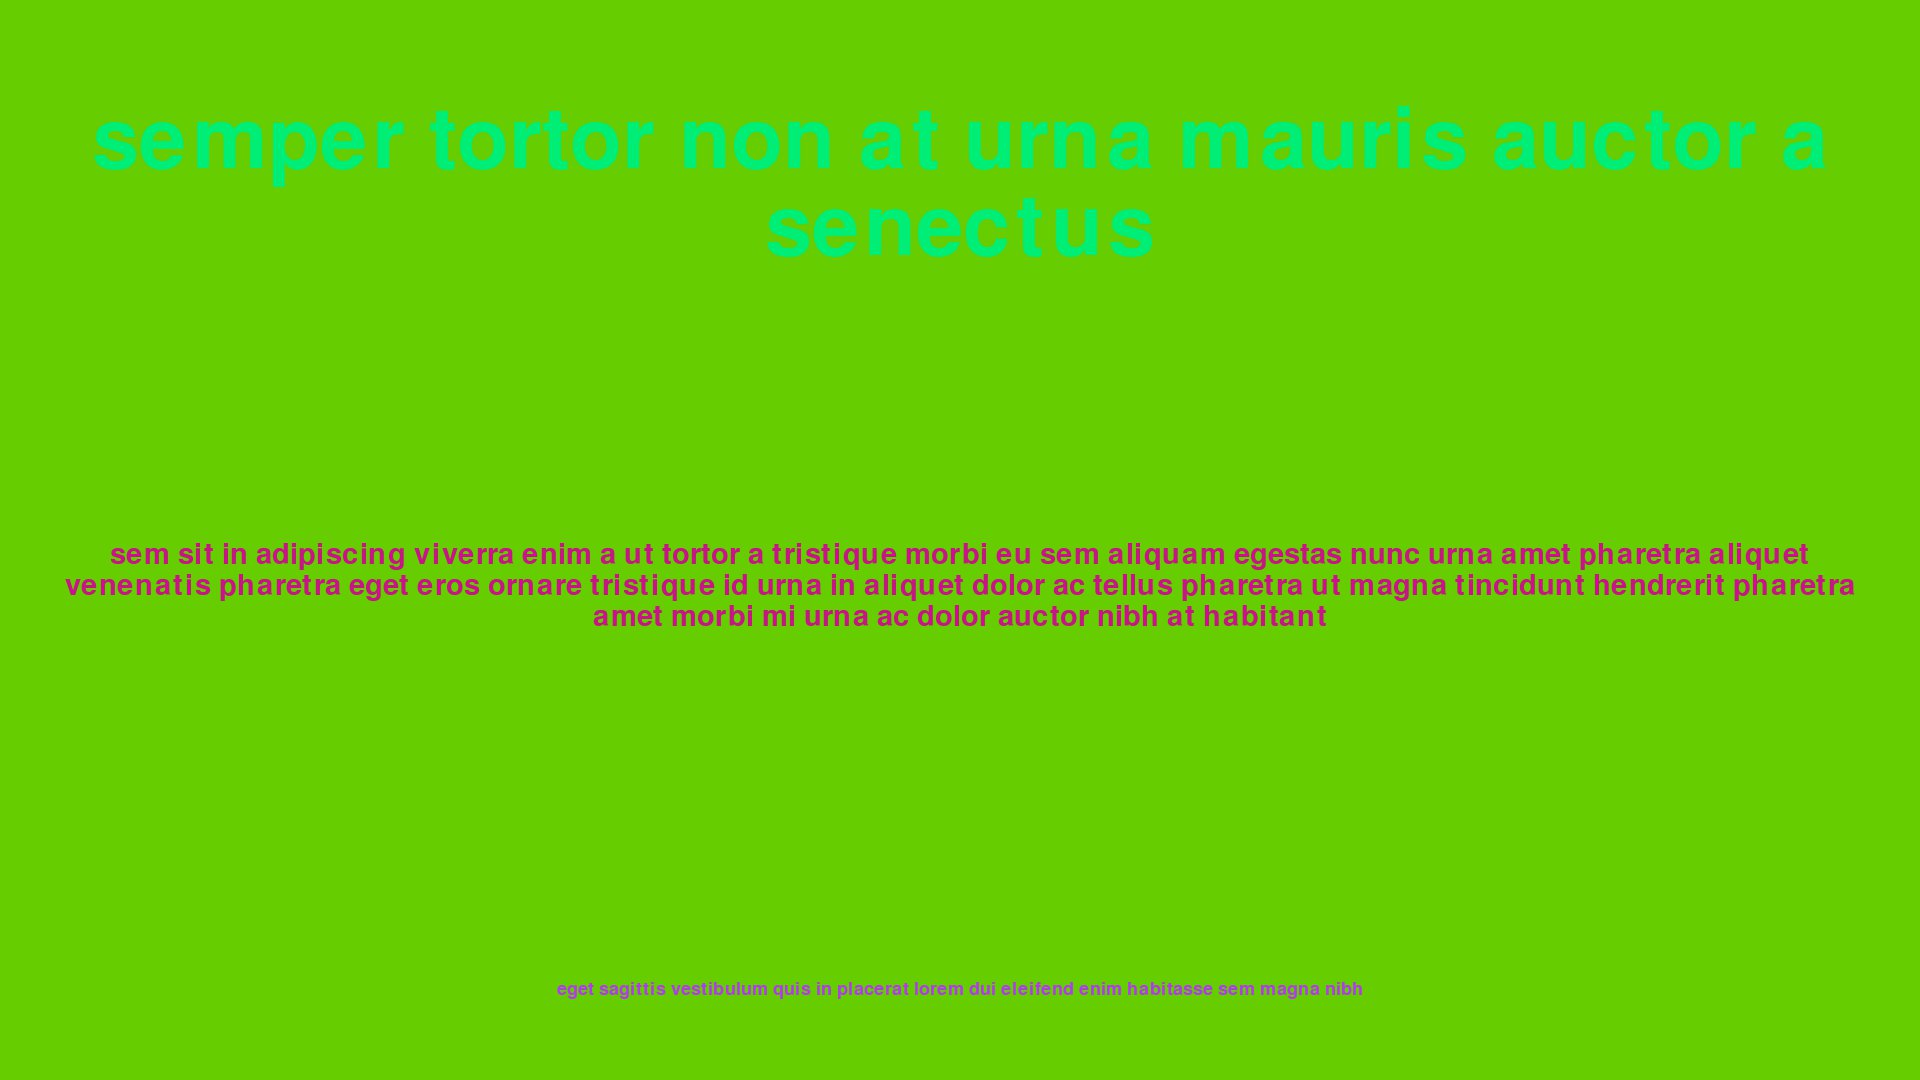 semper tortor non at urna mauris auctor a
senectus
sem sit in adipiscing viverra enim a ut tortor a tristique morbi eu sem aliquam egestas nunc urna amet pharetra aliquet
venenatis pharetra eget eros ornare tristique id urna in aliquet dolor ac tellus pharetra ut magna tincidunt hendrerit pharetra
amet morbi mi urna ac dolor auctor nibh at habitant
eget sagittis vestibulum quis in placerat lorem dui eleifend enim habitasse sem magna nibh